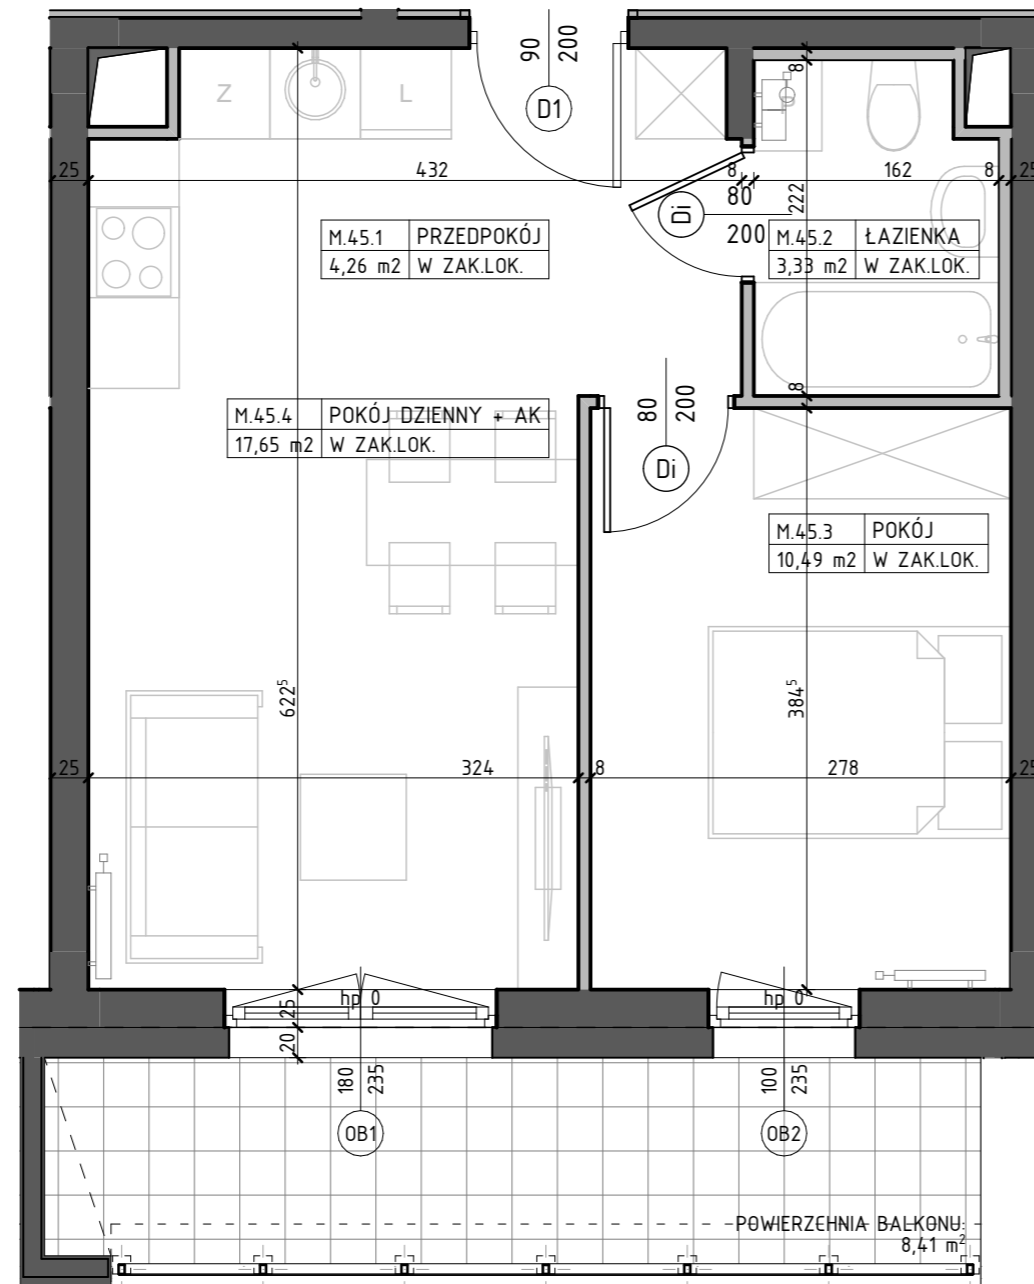 90
200
D1
Z
L
8
25
432
8
162
8
25
80
200
Di
222
M.45.1 PRZEDPOKÓJ
4,26 m2 W ZAK.LOK.
M.45.2 ŁAZIENKA
3,33 m2 W ZAK.LOK.
8
80
200
Di
M.45.4 POKÓJ DZIENNY + AK
17,65 m2 W ZAK.LOK.
M.45.3 POKÓJ
10,49 m2 W ZAK.LOK.
622⁵
384⁵
25
324
8
278
25
hp 0
hp 0
25
20
180
235
OB1
100
235
OB2
POWIERZCHNIA BALKONU:
8,41 m²